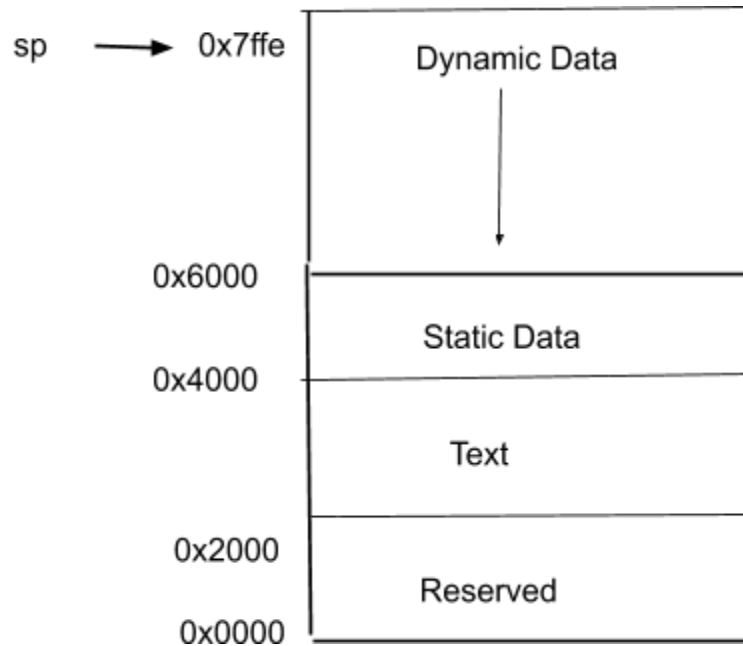 sp 0x7ffe
Dynamic Data
0x6000
Static Data
0x4000
Text
0x2000
Reserved
0x0000